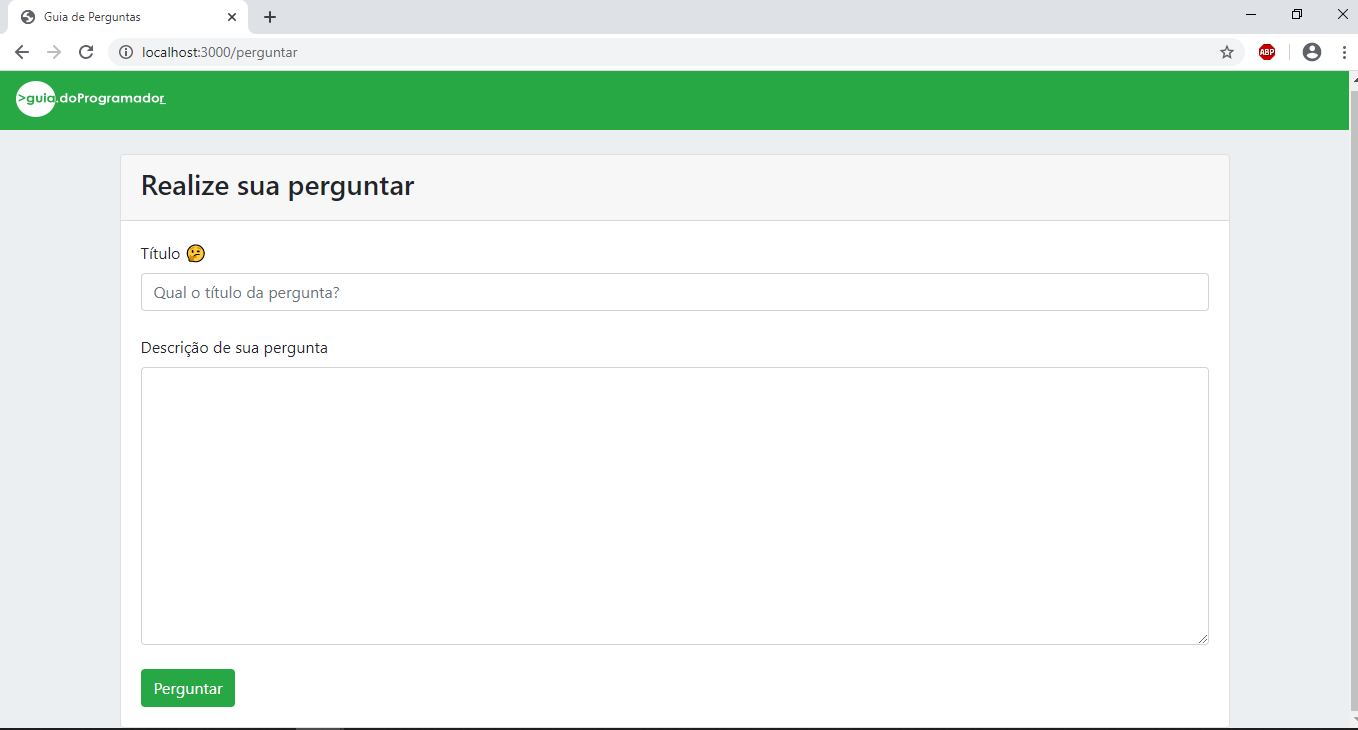 Guia de Perguntas
localhost:3000/perguntar
ABP
>guia.doProgramador_
Realize sua perguntar
Título 🤔
Qual o título da pergunta?
Descrição de sua pergunta
Perguntar